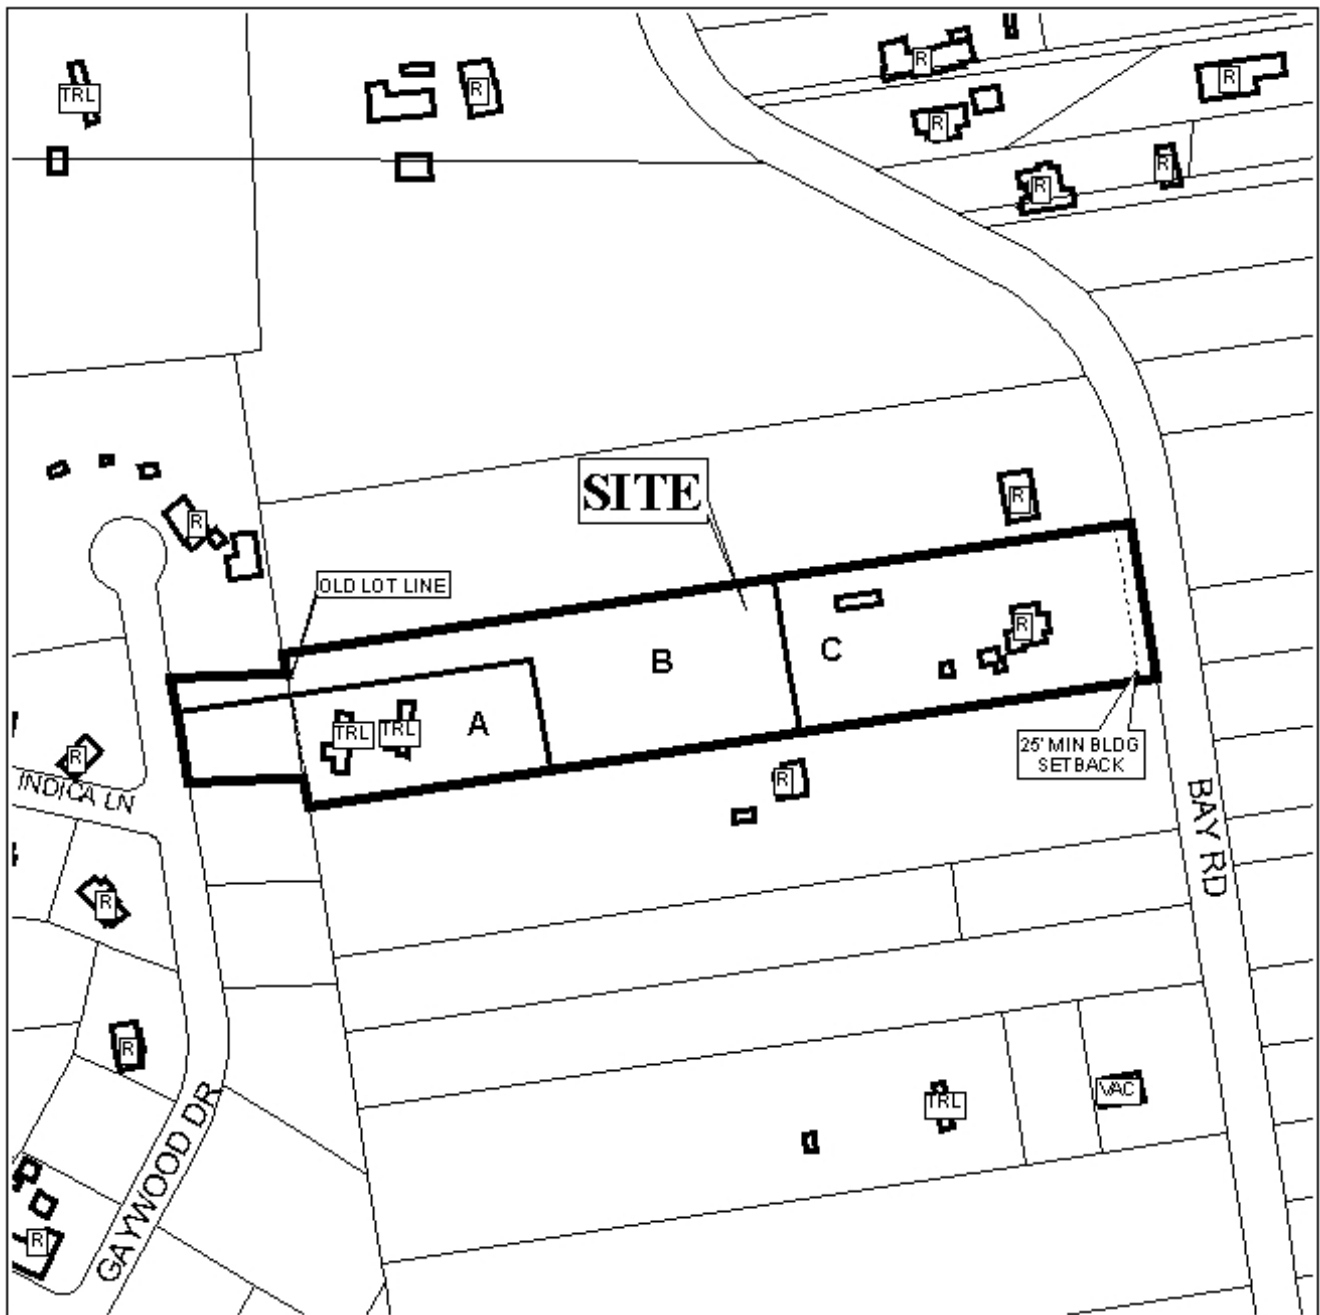 R
R
TRL
R
R
R
R
SITE
R
R
OLD LOT LINE
B
C
R
A
TRL
TRL
25' MIN BLDG
SETBACK
R
R
INDICA LN
BAY RD
R
R
VAC
TRL
GAYWOOD DR
R